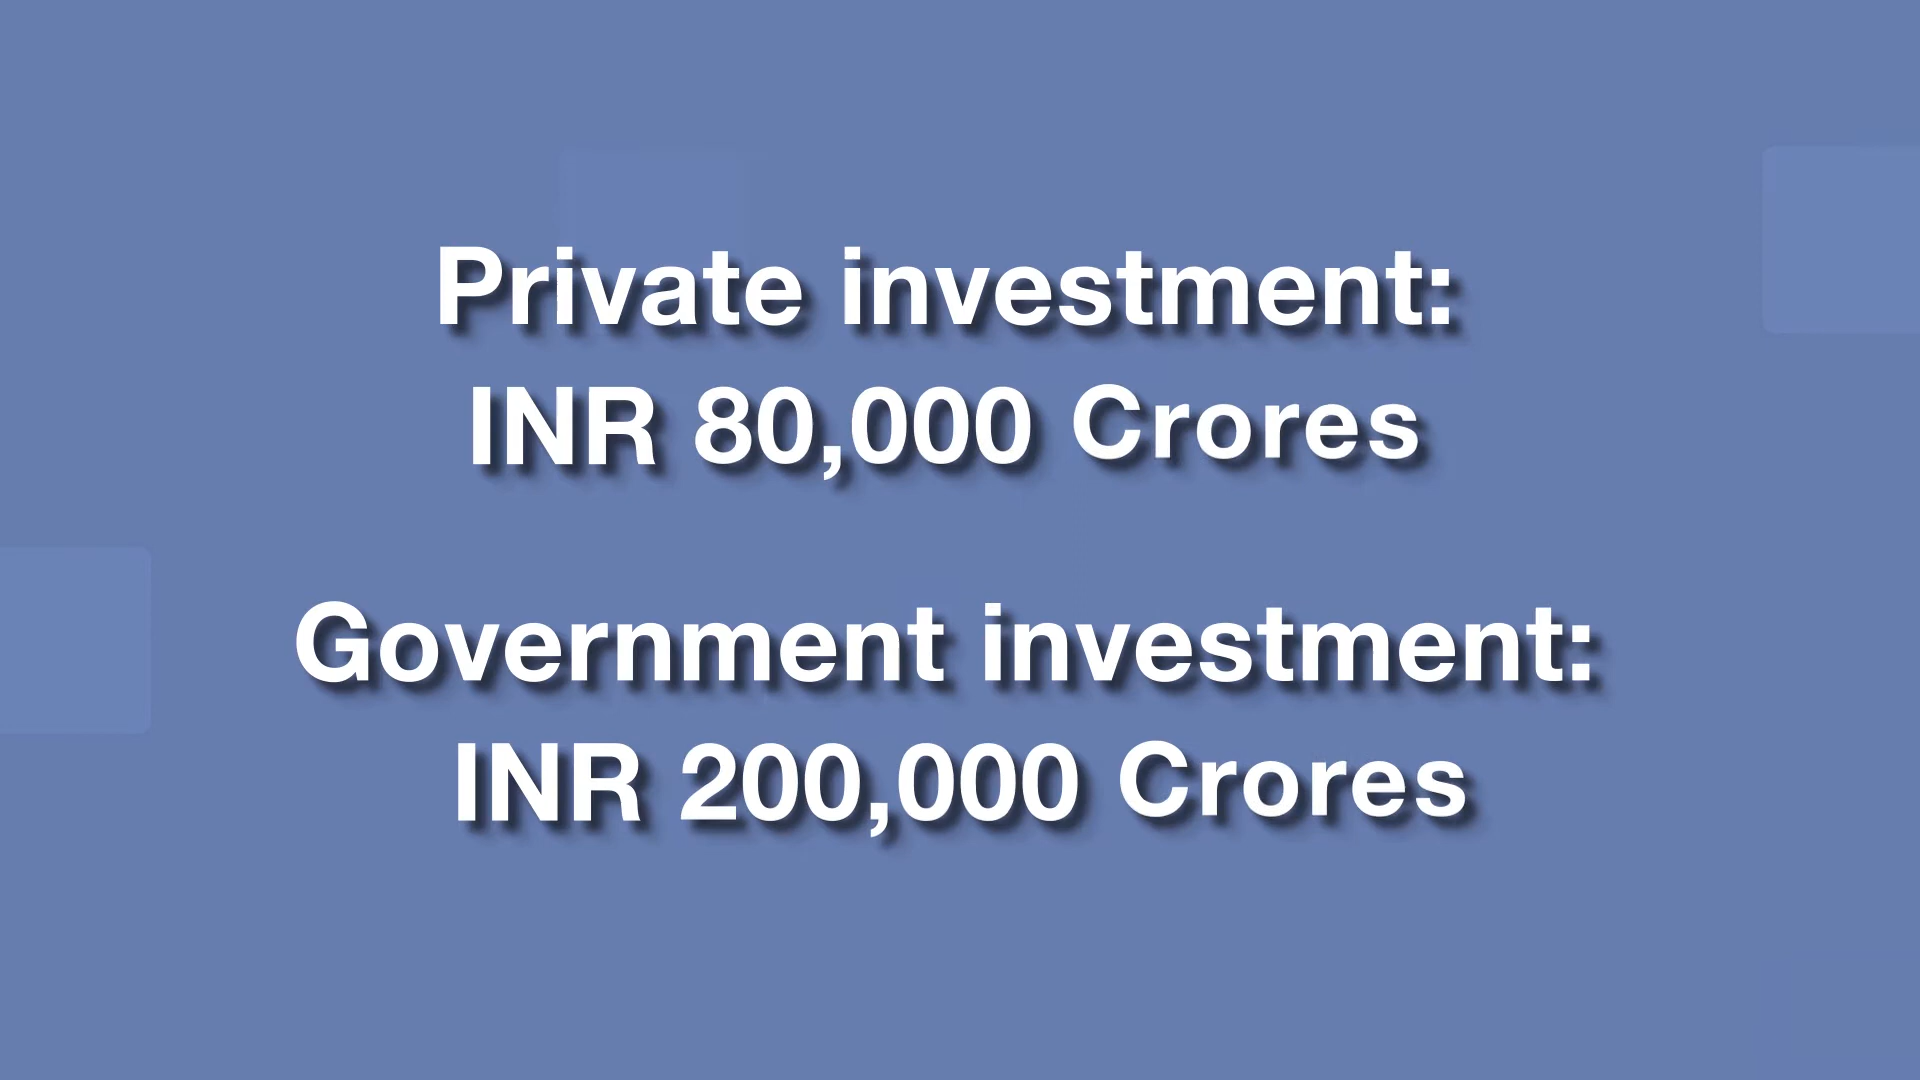 Private investment:
INR 80,000 Crores
Government investment:
INR 200,000 Crores